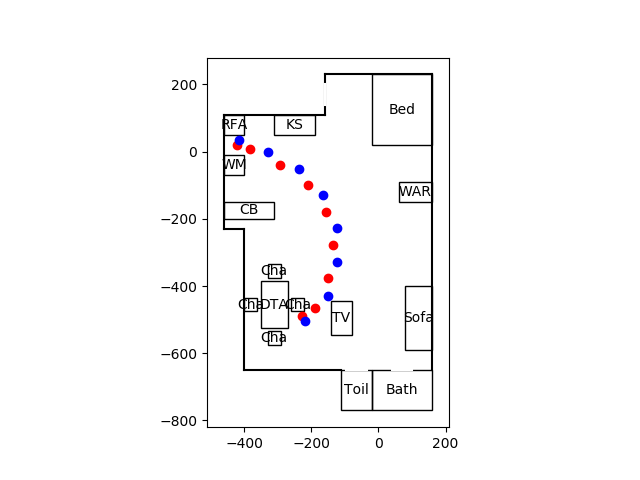 200
0
−200
−400
−600
−800
−400
−200
0
200
Bed
RFA
KS
WM
WAR
CB
Cha
Cha
DTA
Cha
Cha
TV
Sofa
Toil
Bath